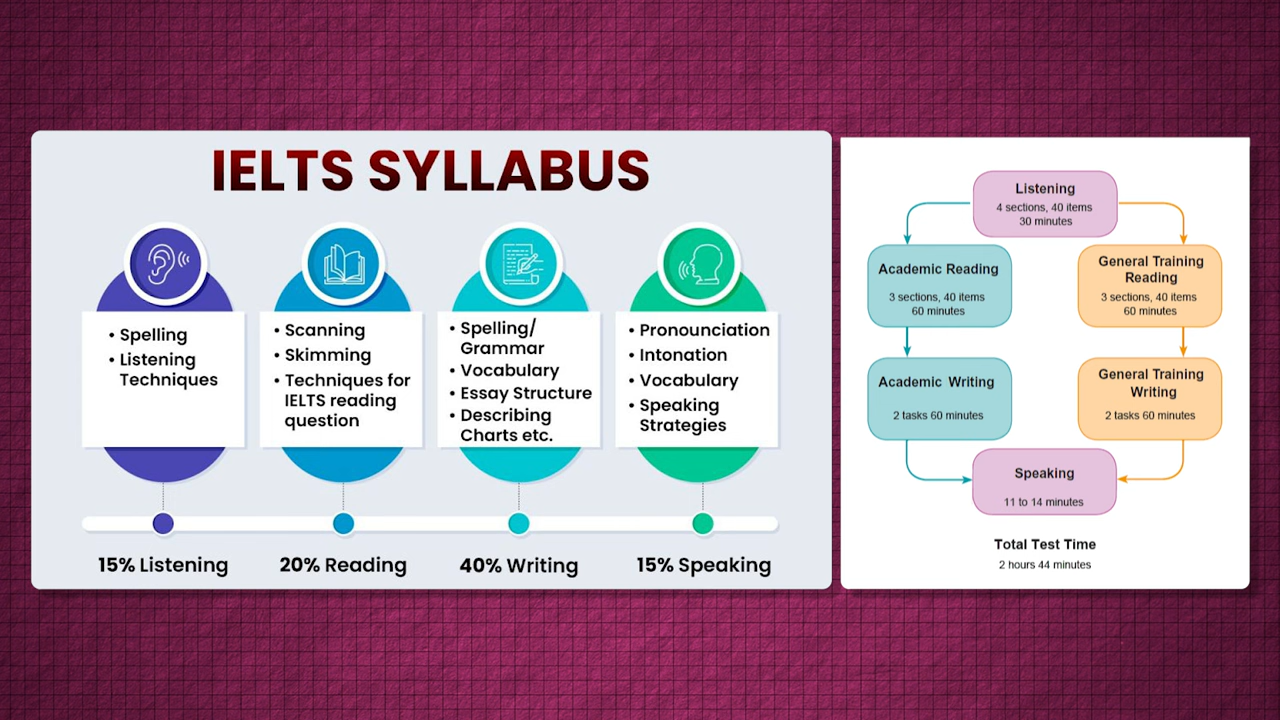 IELTS SYLLABUS
• Spelling
• Listening
Techniques
• Scanning
• Skimming
• Techniques for
IELTS reading
question
• Spelling/
Grammar
• Vocabulary
• Essay Structure
• Describing
Charts etc.
• Pronounciation
• Intonation
• Vocabulary
• Speaking
Strategies
15% Listening
20% Reading
40% Writing
15% Speaking
Listening
4 sections, 40 items
30 minutes
Academic Reading
3 sections, 40 items
60 minutes
General Training
Reading
3 sections, 40 items
60 minutes
Academic Writing
2 tasks 60 minutes
General Training
Writing
2 tasks 60 minutes
Speaking
11 to 14 minutes
Total Test Time
2 hours 44 minutes